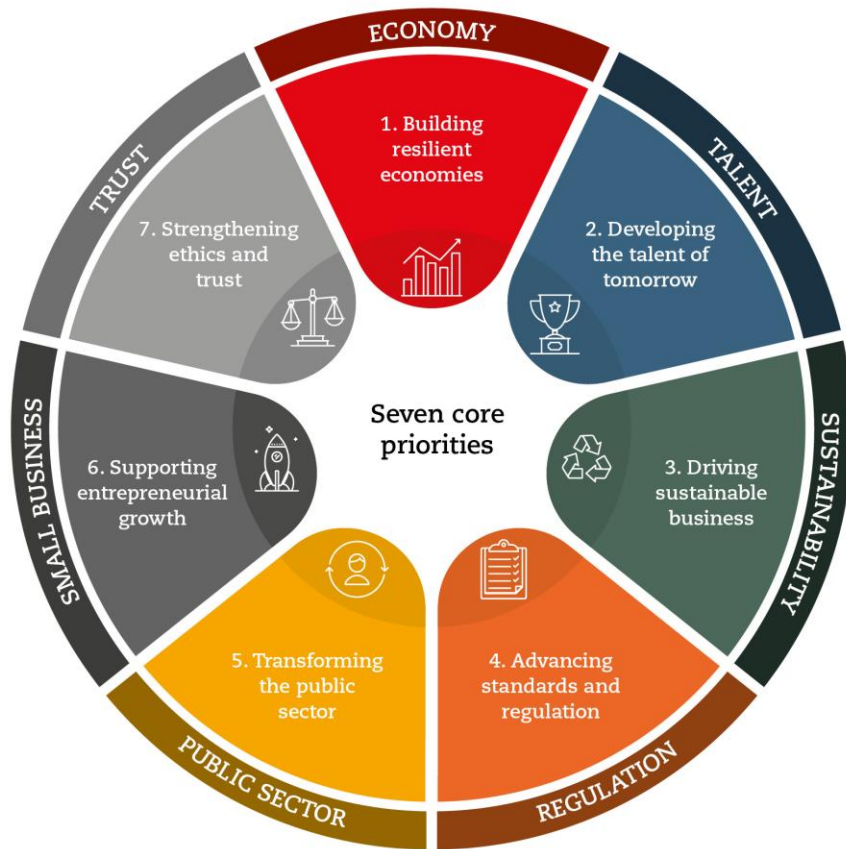 ECONOMY
1. Building
resilient
economies
TALENT
2. Developing
the talent of
tomorrow
SUSTAINABILITY
3. Driving
sustainable
business
REGULATION
4. Advancing
standards and
regulation
PUBLIC SECTOR
5. Transforming
the public
sector
SMALL BUSINESS
6. Supporting
entrepreneurial
growth
TRUST
7. Strengthening
ethics and
trust
Seven core
priorities